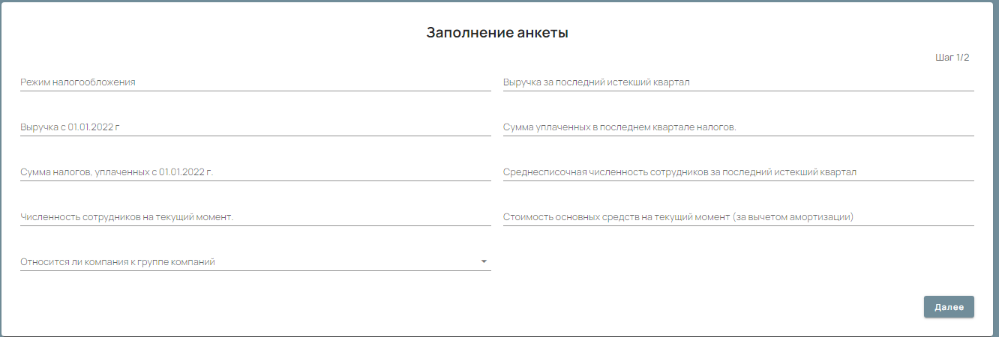 Заполнение анкеты
Шаг 1/2
Режим налогообложения
Выручка за последний истекший квартал
Выручка с 01.01.2022 г
Сумма уплаченных в последнем квартале налогов.
Сумма налогов, уплаченных с 01.01.2022 г.
Среднесписочная численность сотрудников за последний истекший квартал
Численность сотрудников на текущий момент.
Стоимость основных средств на текущий момент (за вычетом амортизации)
Относится ли компания к группе компаний
Далее